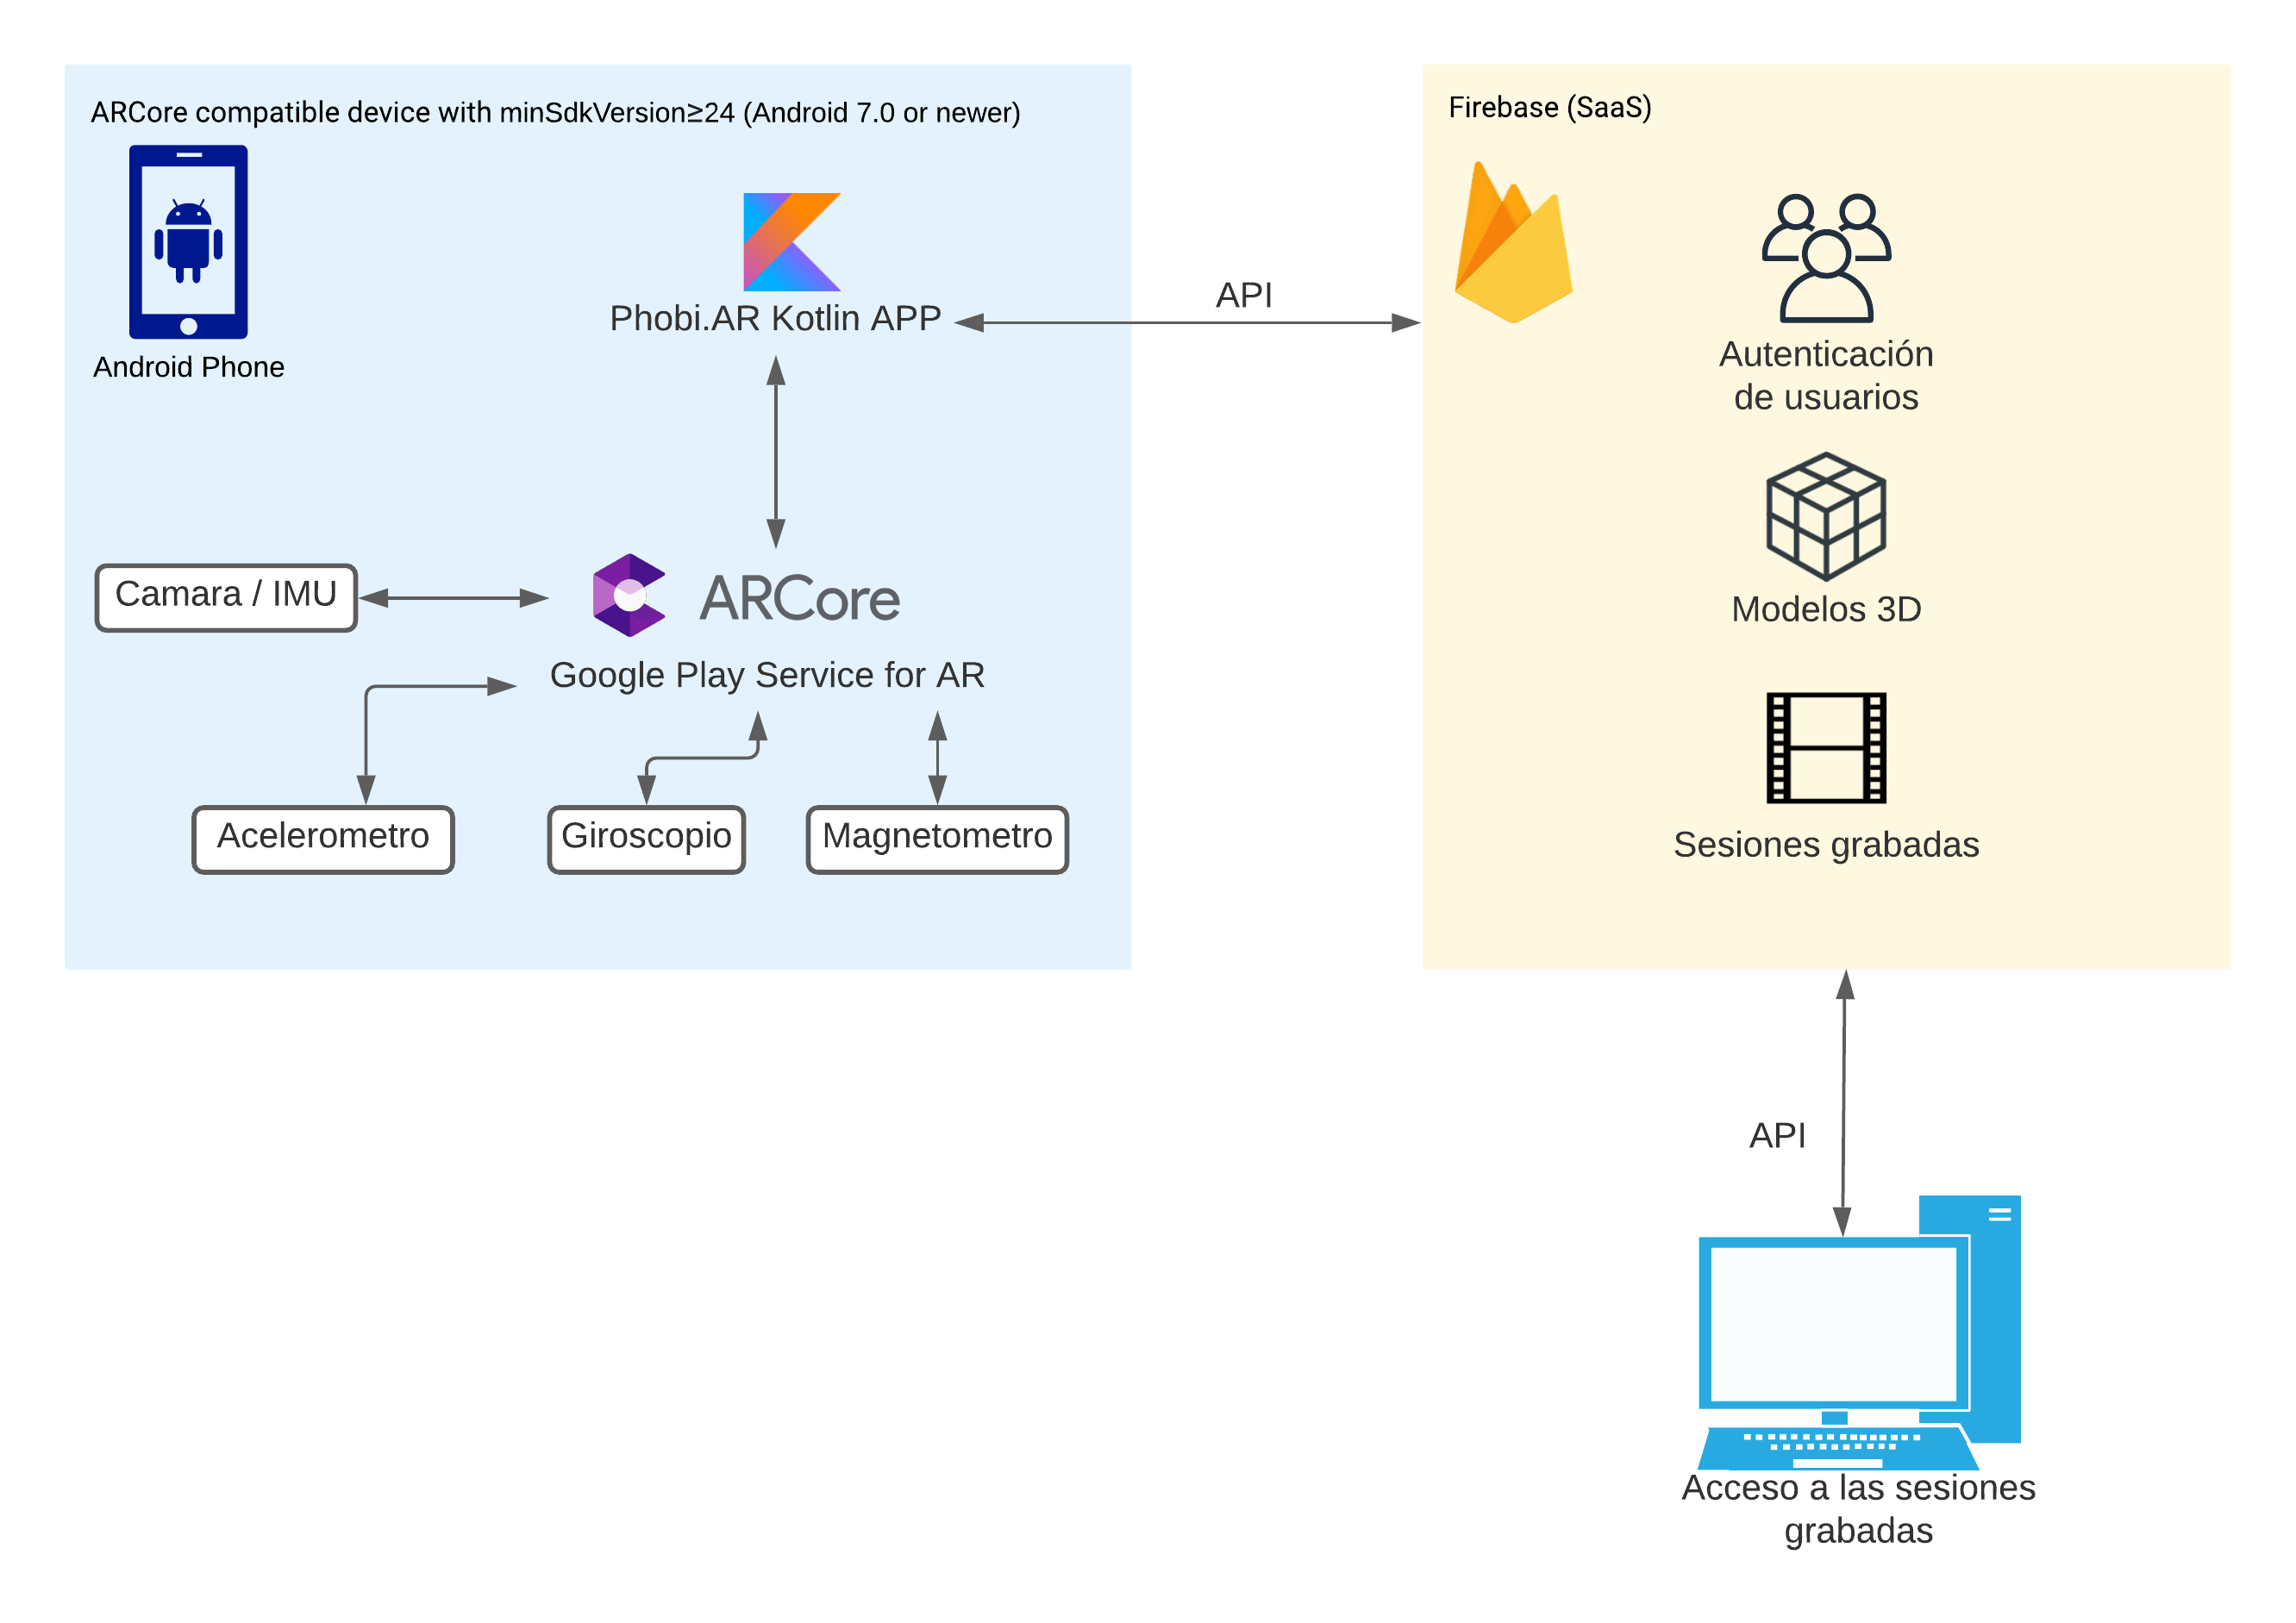 ARCore compatible device with minSdkVersion≥24 (Android 7.0 or newer)
Android Phone
Phobi.AR Kotlin APP
Camara / IMU
ARCore
Google Play Service for AR
Acelerometro
Giroscopio
Magnetometro
API
Firebase (SaaS)
Autenticación
de usuarios
Modelos 3D
Sesiones grabadas
API
Acceso a las sesiones
grabadas